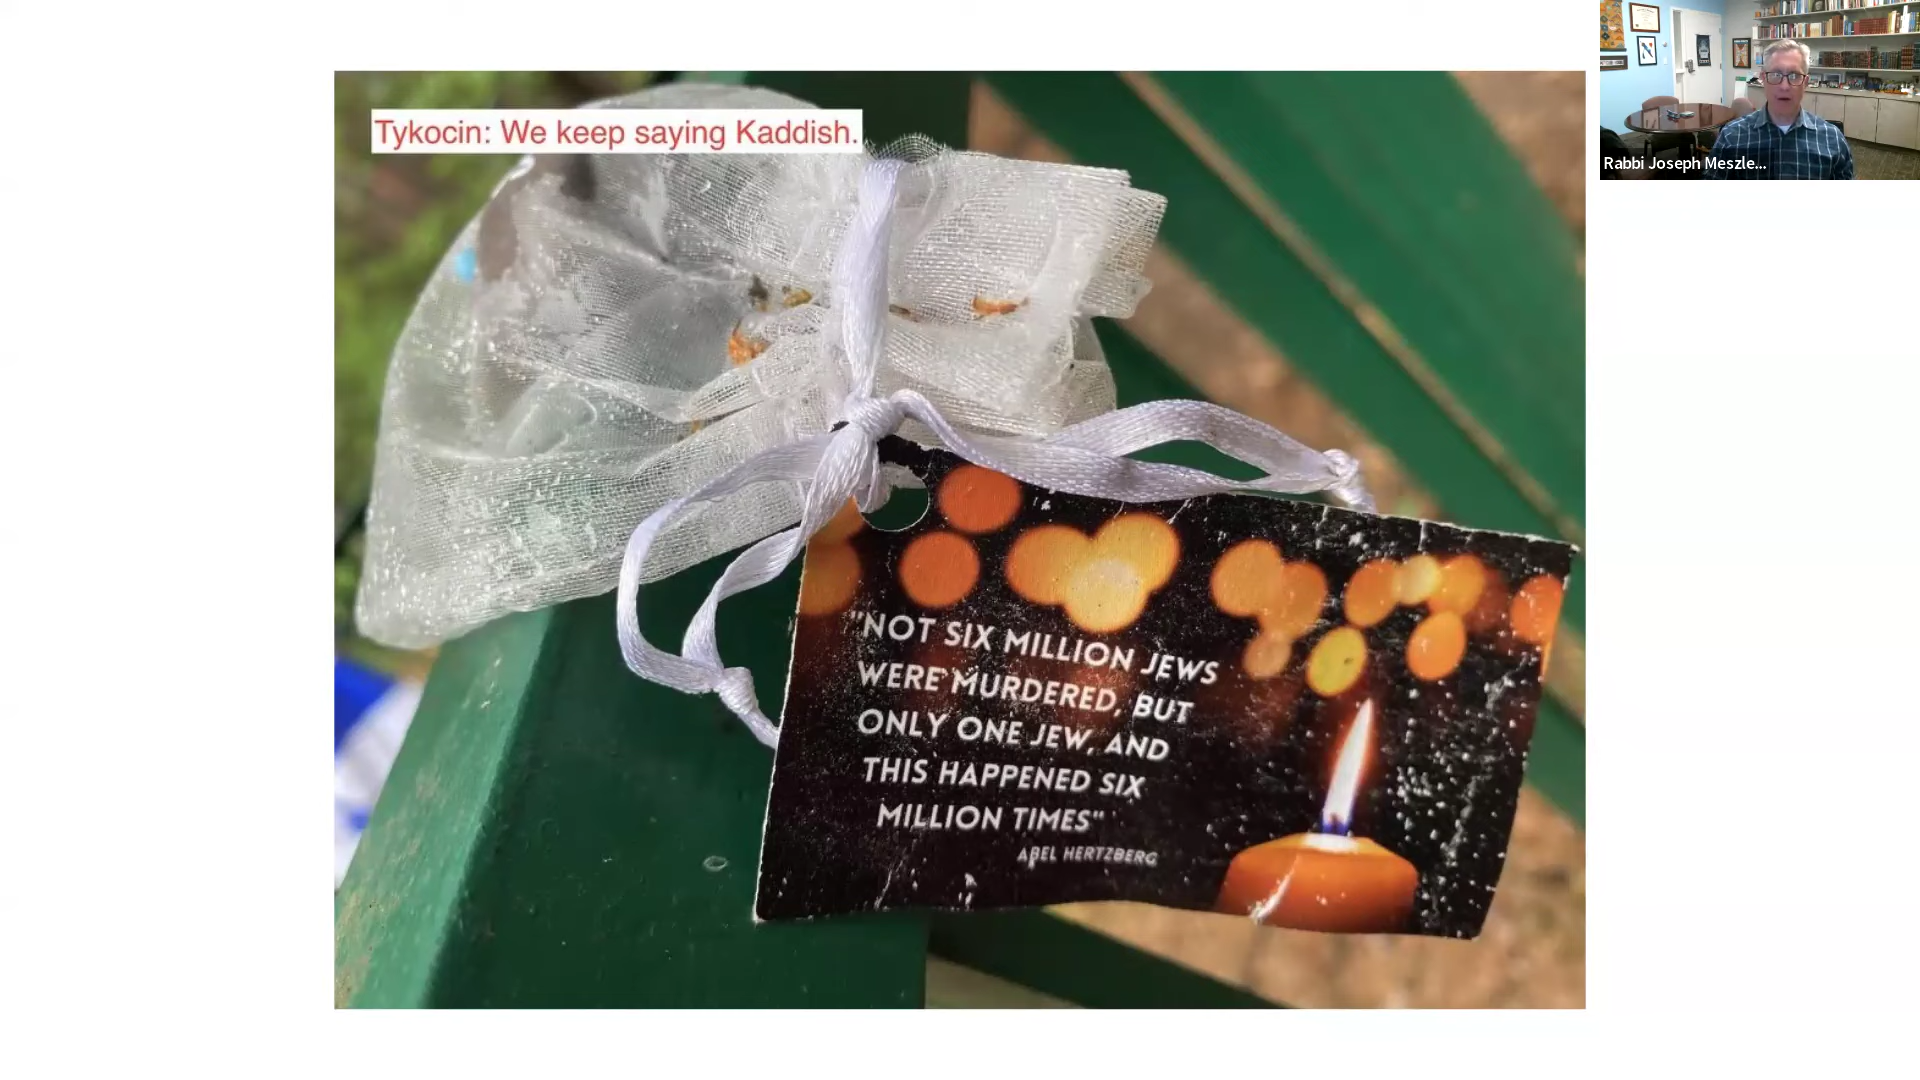 Tykocin: We keep saying Kaddish.
Rabbi Joseph Meszle...
"NOT SIX MILLION JEWS
WERE MURDERED, BUT
ONLY ONE JEW, AND
THIS HAPPENED SIX
MILLION TIMES"
ABEL HERTZBERG